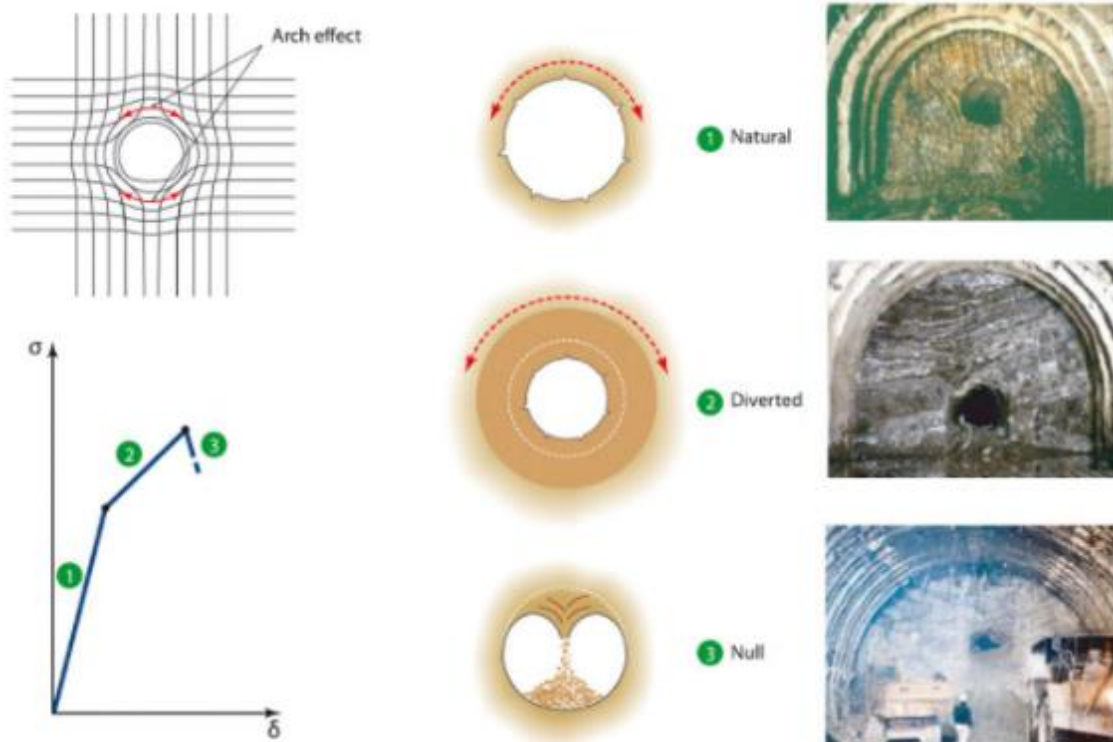 Arch effect
1 Natural
σ
2
3
1
δ
2 Diverted
3 Null